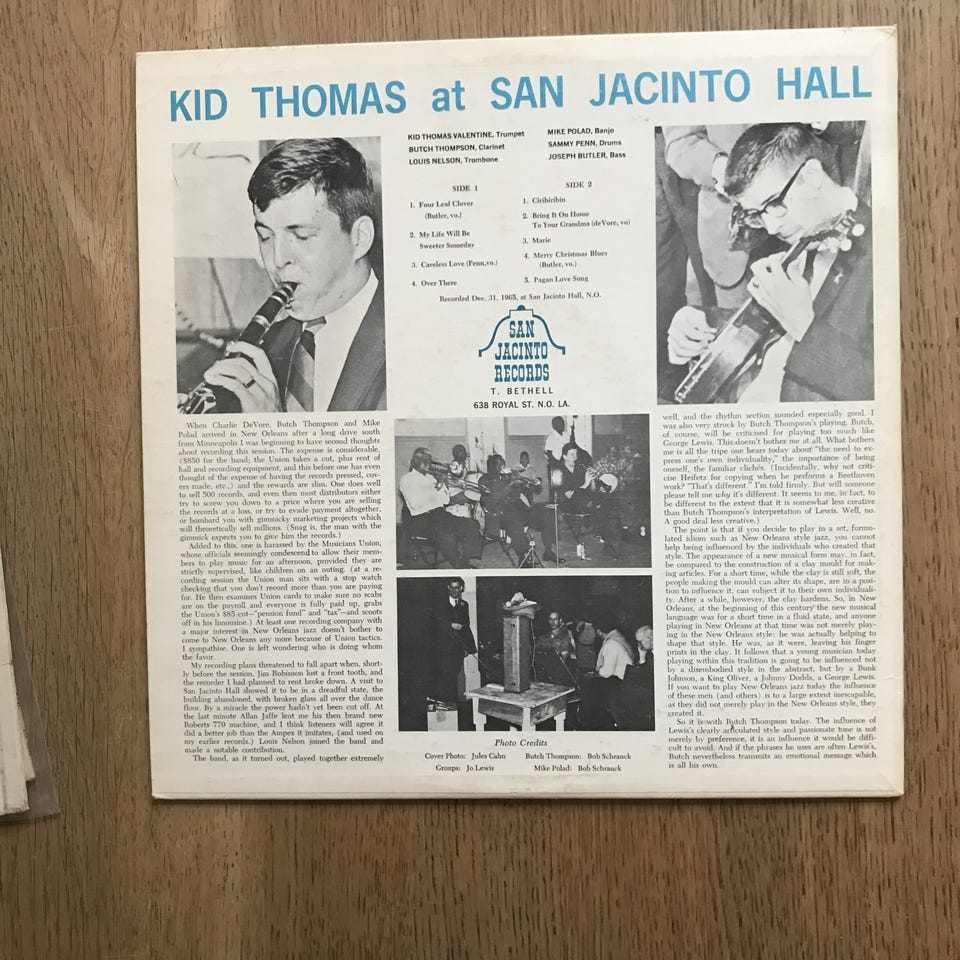 KID THOMAS at SAN JACINTO HALL
KID THOMAS VALENTINE, Trumpet
BUTCH THOMPSON, Clarinet
LOUIS NELSON, Trombone
MIKE POLAD, Banjo
SAMMY PENN, Drums
JOSEPH BUTLER, Bass
SIDE 1
1. Four Leaf Clover
(Butler, vo.)
2. My Life Will Be
Sweeter Someday
3. Careless Love (Penn,vo.)
4. Over There
SIDE 2
1. Ciribiribin
2. Bring It On Home
To Your Grandma (deVore, vo)
3. Marie
4. Merry Christmas Blues
(Butler, vo.)
5. Pagan Love Song
Recorded Dec. 31, 1965, at San Jacinto Hall, N.O.
SAN
JACINTO
RECORDS
T. BETHELL
638 ROYAL ST. N.O. LA.
When Charlie DeVore, Butch Thompson and Mike
Polad arrived in New Orleans after a long drive south
from Minneapolis I was beginning to have second thoughts
about recording this session. The expense is considerable,
($850 for the band; the Union takes a cut, plus rent of
hall and recording equipment, and this before one has even
thought of the expense of having the records pressed, cov-
ers made, etc.,) and the rewards are slim. One does well
to sell 500 records, and even then most distributors either
try to screw you down to a price where you are selling
the records at a loss, or try to evade payment altogether,
or bombard you with gimmicky marketing projects which
will theoretically sell millions. (Snag is, the man with the
gimmick expects you to give him the records.)
Added to this, one is harassed by the Musicians Union,
whose officials seemingly condescend to allow their mem-
bers to play music for an afternoon, provided they are
strictly supervised, like children on an outing. (at a re-
cording session the Union man sits with a stop watch
checking that you don't record more than you are paying
for. He then examines Union cards to make sure no scabs
are on the payroll and everyone is fully paid up, grabs
the Union's $85 cut—"pension fund" and "tax"—and scoots
off in his limousine.) At least one recording company with
a major interest in New Orleans jazz doesn't bother to
come to New Orleans any more because of Union tactics.
I sympathise. One is left wondering who is doing whom
the favor.
My recording plans threatened to fall apart when, short-
ly before the session, Jim Robinson lost a front tooth, and
the recorder I had planned to rent broke down. A visit to
San Jacinto Hall showed it to be in a dreadful state, the
building abandoned, with broken glass all over the dance
floor. By a miracle the power hadn't yet been cut off. At
the last minute Allan Jaffe lent me his then brand new
Roberts 770 machine, and I think listeners will agree it
did a better job than the Ampex it imitates, (and used on
my earlier records.) Louis Nelson joined the band and
made a notable contribution.
The band, as it turned out, played together extremely
well, and the rhythm section sounded especially good. I
was also very struck by Butch Thompson's playing. Butch,
of course, will be criticised for playing too much like
George Lewis. This doesn't bother me at all. What bothers
me is all the tripe one hears today about "the need to ex-
press one's own individuality," the importance of being
oneself, the familiar clichés. (Incidentally, why not criti-
cise Heifetz for copying when he performs a Beethoven
work? "That's different." I'm told firmly. But will someone
please tell me why it's different. It seems to me, in fact, to
be different to the extent that it is somewhat less creative
than Butch Thompson's interpretation of Lewis. Well, no.
A good deal less creative.)
The point is that if you decide to play in a set, formu-
lated idiom such as New Orleans style jazz, you cannot
help being influenced by the individuals who created that
style. The appearance of a new musical form may, in fact,
be compared to the construction of a clay mould for mak-
ing articles. For a short time, while the clay is still soft, the
people making the mould can alter its shape, are in a posi-
tion to influence it, can subject it to their own individuali-
ty. After a while, however, the clay hardens. So, in New
Orleans, at the beginning of this century the new musical
language was for a short time in a fluid state, and anyone
playing in New Orleans at that time was not merely play-
ing in the New Orleans style: he was actually helping to
shape that style. He was, as it were, leaving his finger
prints in the clay. It follows that a young musician today
playing within this tradition is going to be influenced not
by a disembodied style in the abstract, but by a Bunk
Johnson, a King Oliver, a Johnny Dodds, a George Lewis.
If you want to play New Orleans jazz today the influence
of these men (and others) is to a large extent inescapable,
as they did not merely play in the New Orleans style, they
created it.
So it is with Butch Thompson today. The influence of
Lewis's clearly articulated style and passionate tone is not
merely by preference, it is an influence it would be diffi-
cult to avoid. And if the phrases he uses are often Lewis's,
Butch nevertheless transmits an emotional message which
is all his own.
Photo Credits
Cover Photo: Jules Cahn
Butch Thompson: Bob Schranck
Groups: Jo Lewis
Mike Polad: Bob Schranck